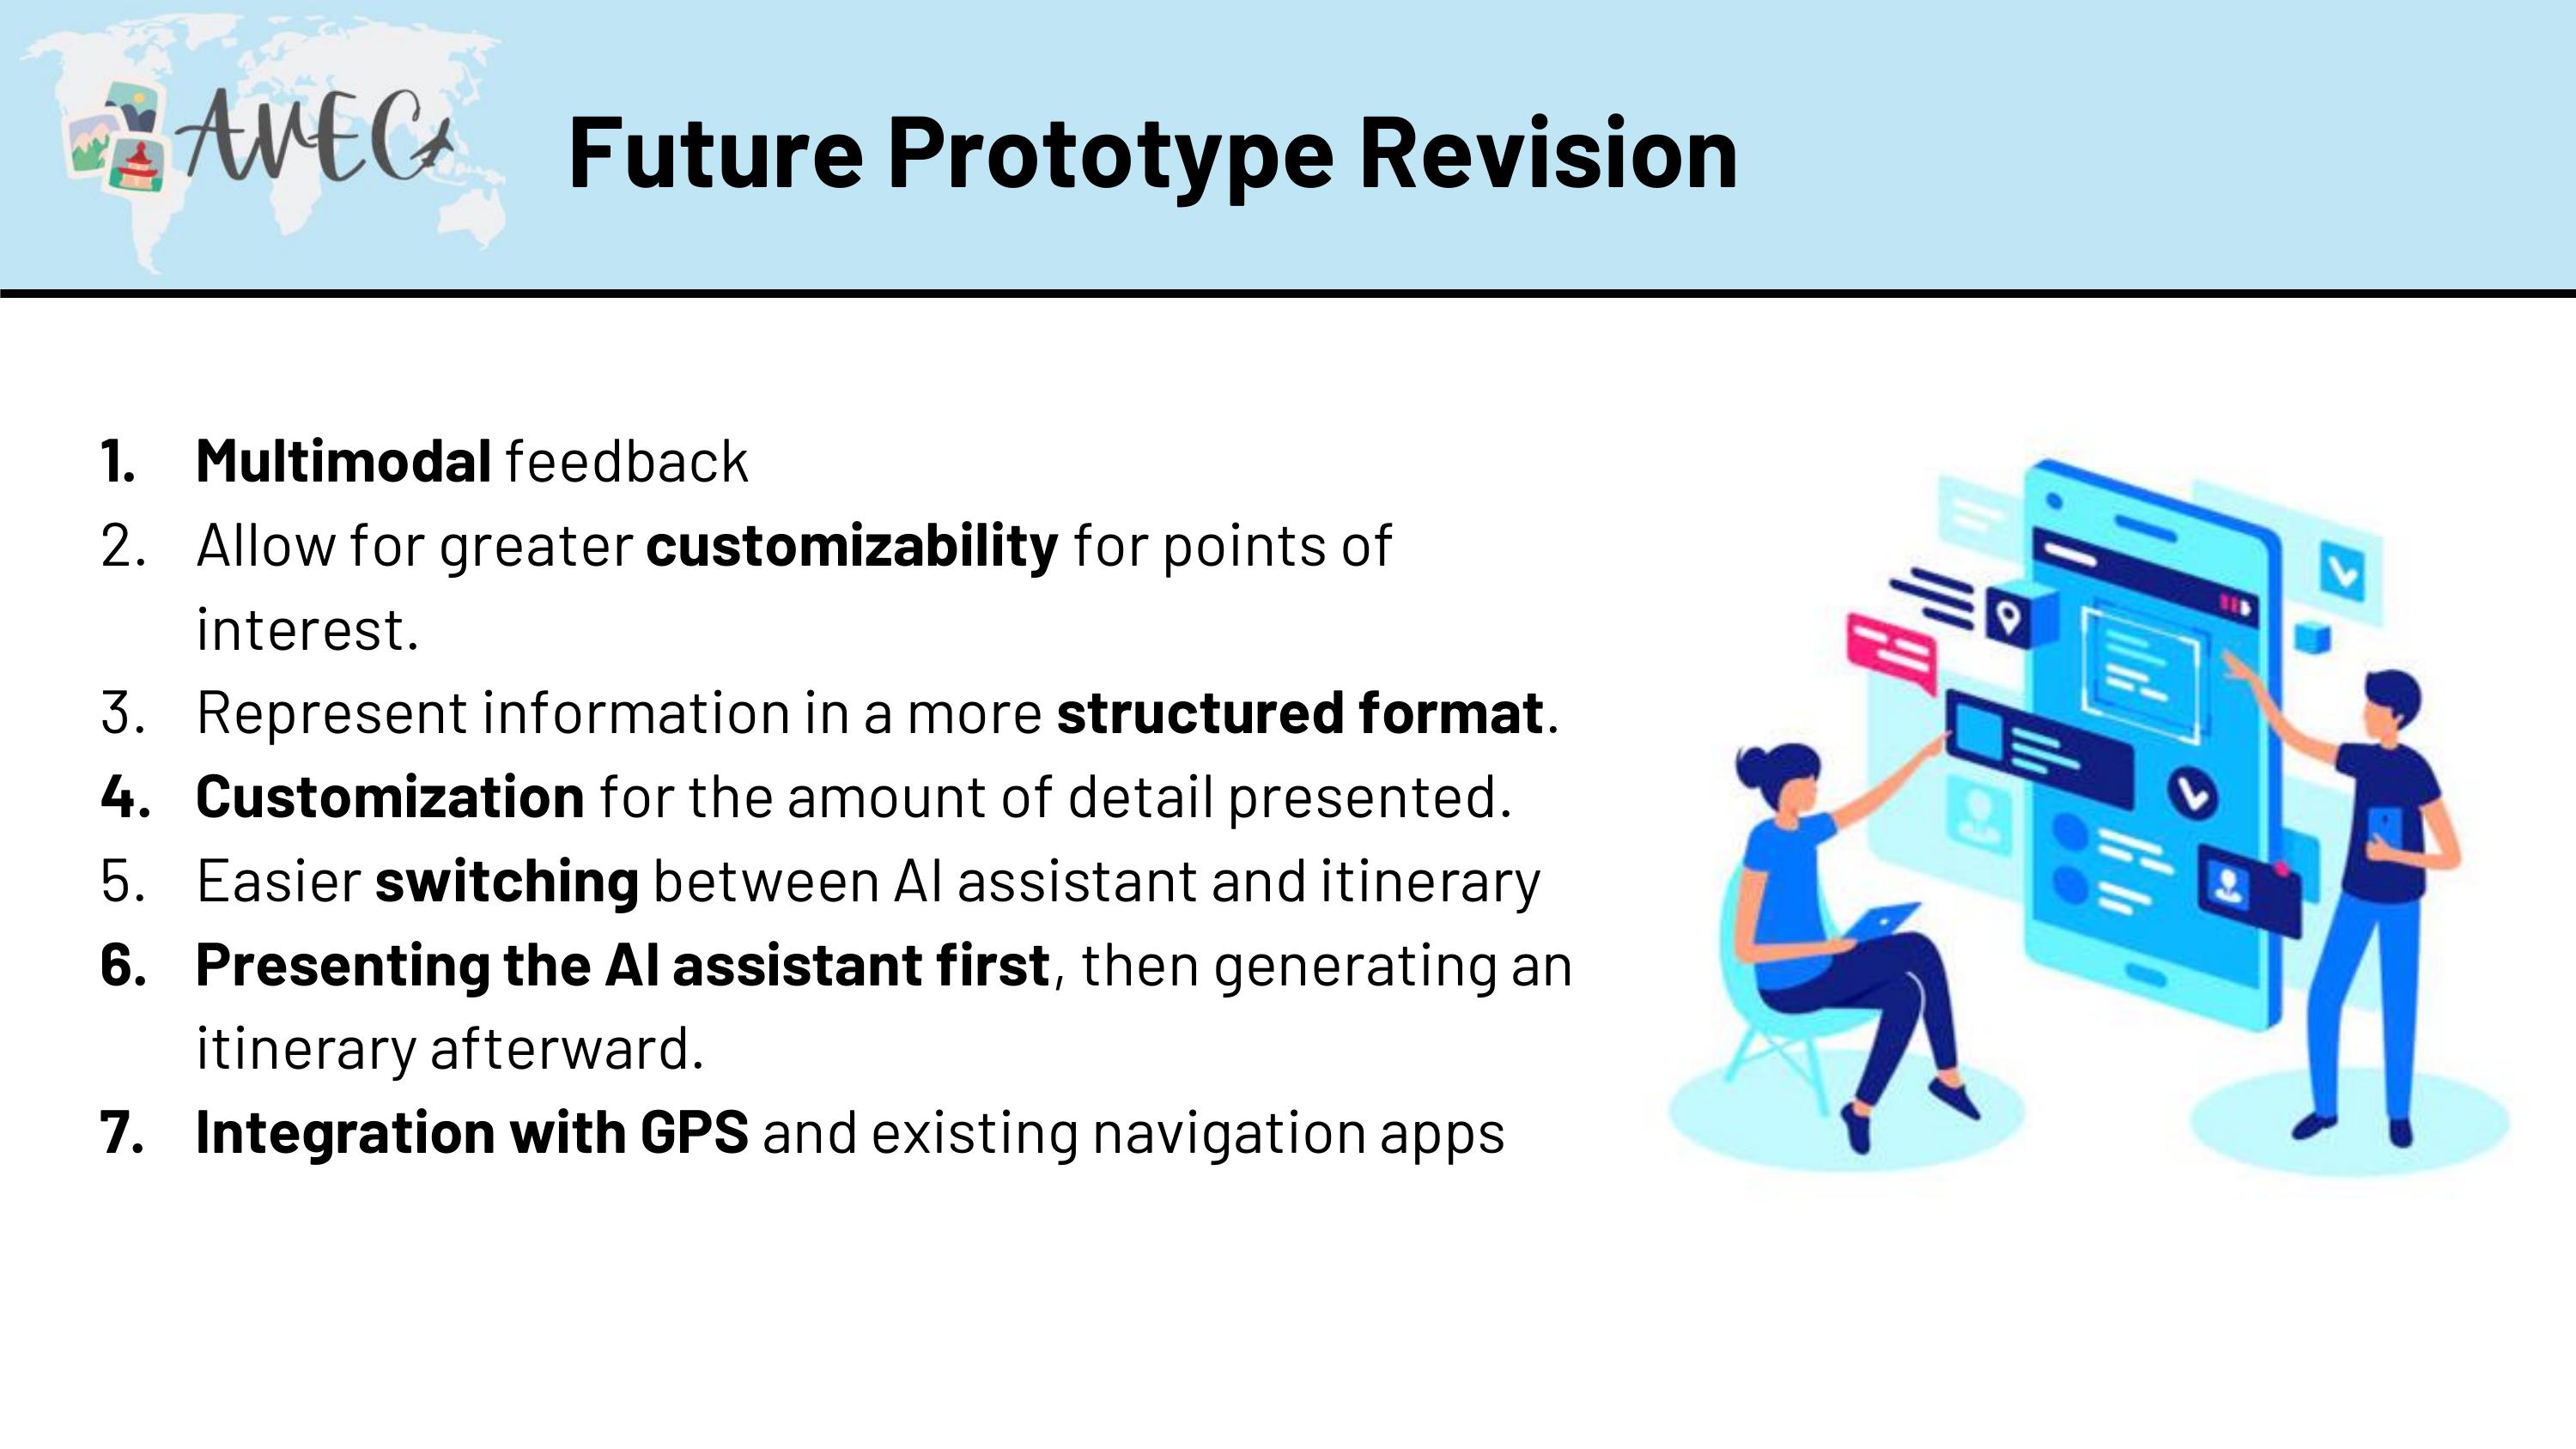 AVEC
Future Prototype Revision
1. Multimodal feedback
2. Allow for greater customizability for points of
interest.
3. Represent information in a more structured format.
4. Customization for the amount of detail presented.
5. Easier switching between AI assistant and itinerary
6. Presenting the AI assistant first, then generating an
itinerary afterward.
7. Integration with GPS and existing navigation apps